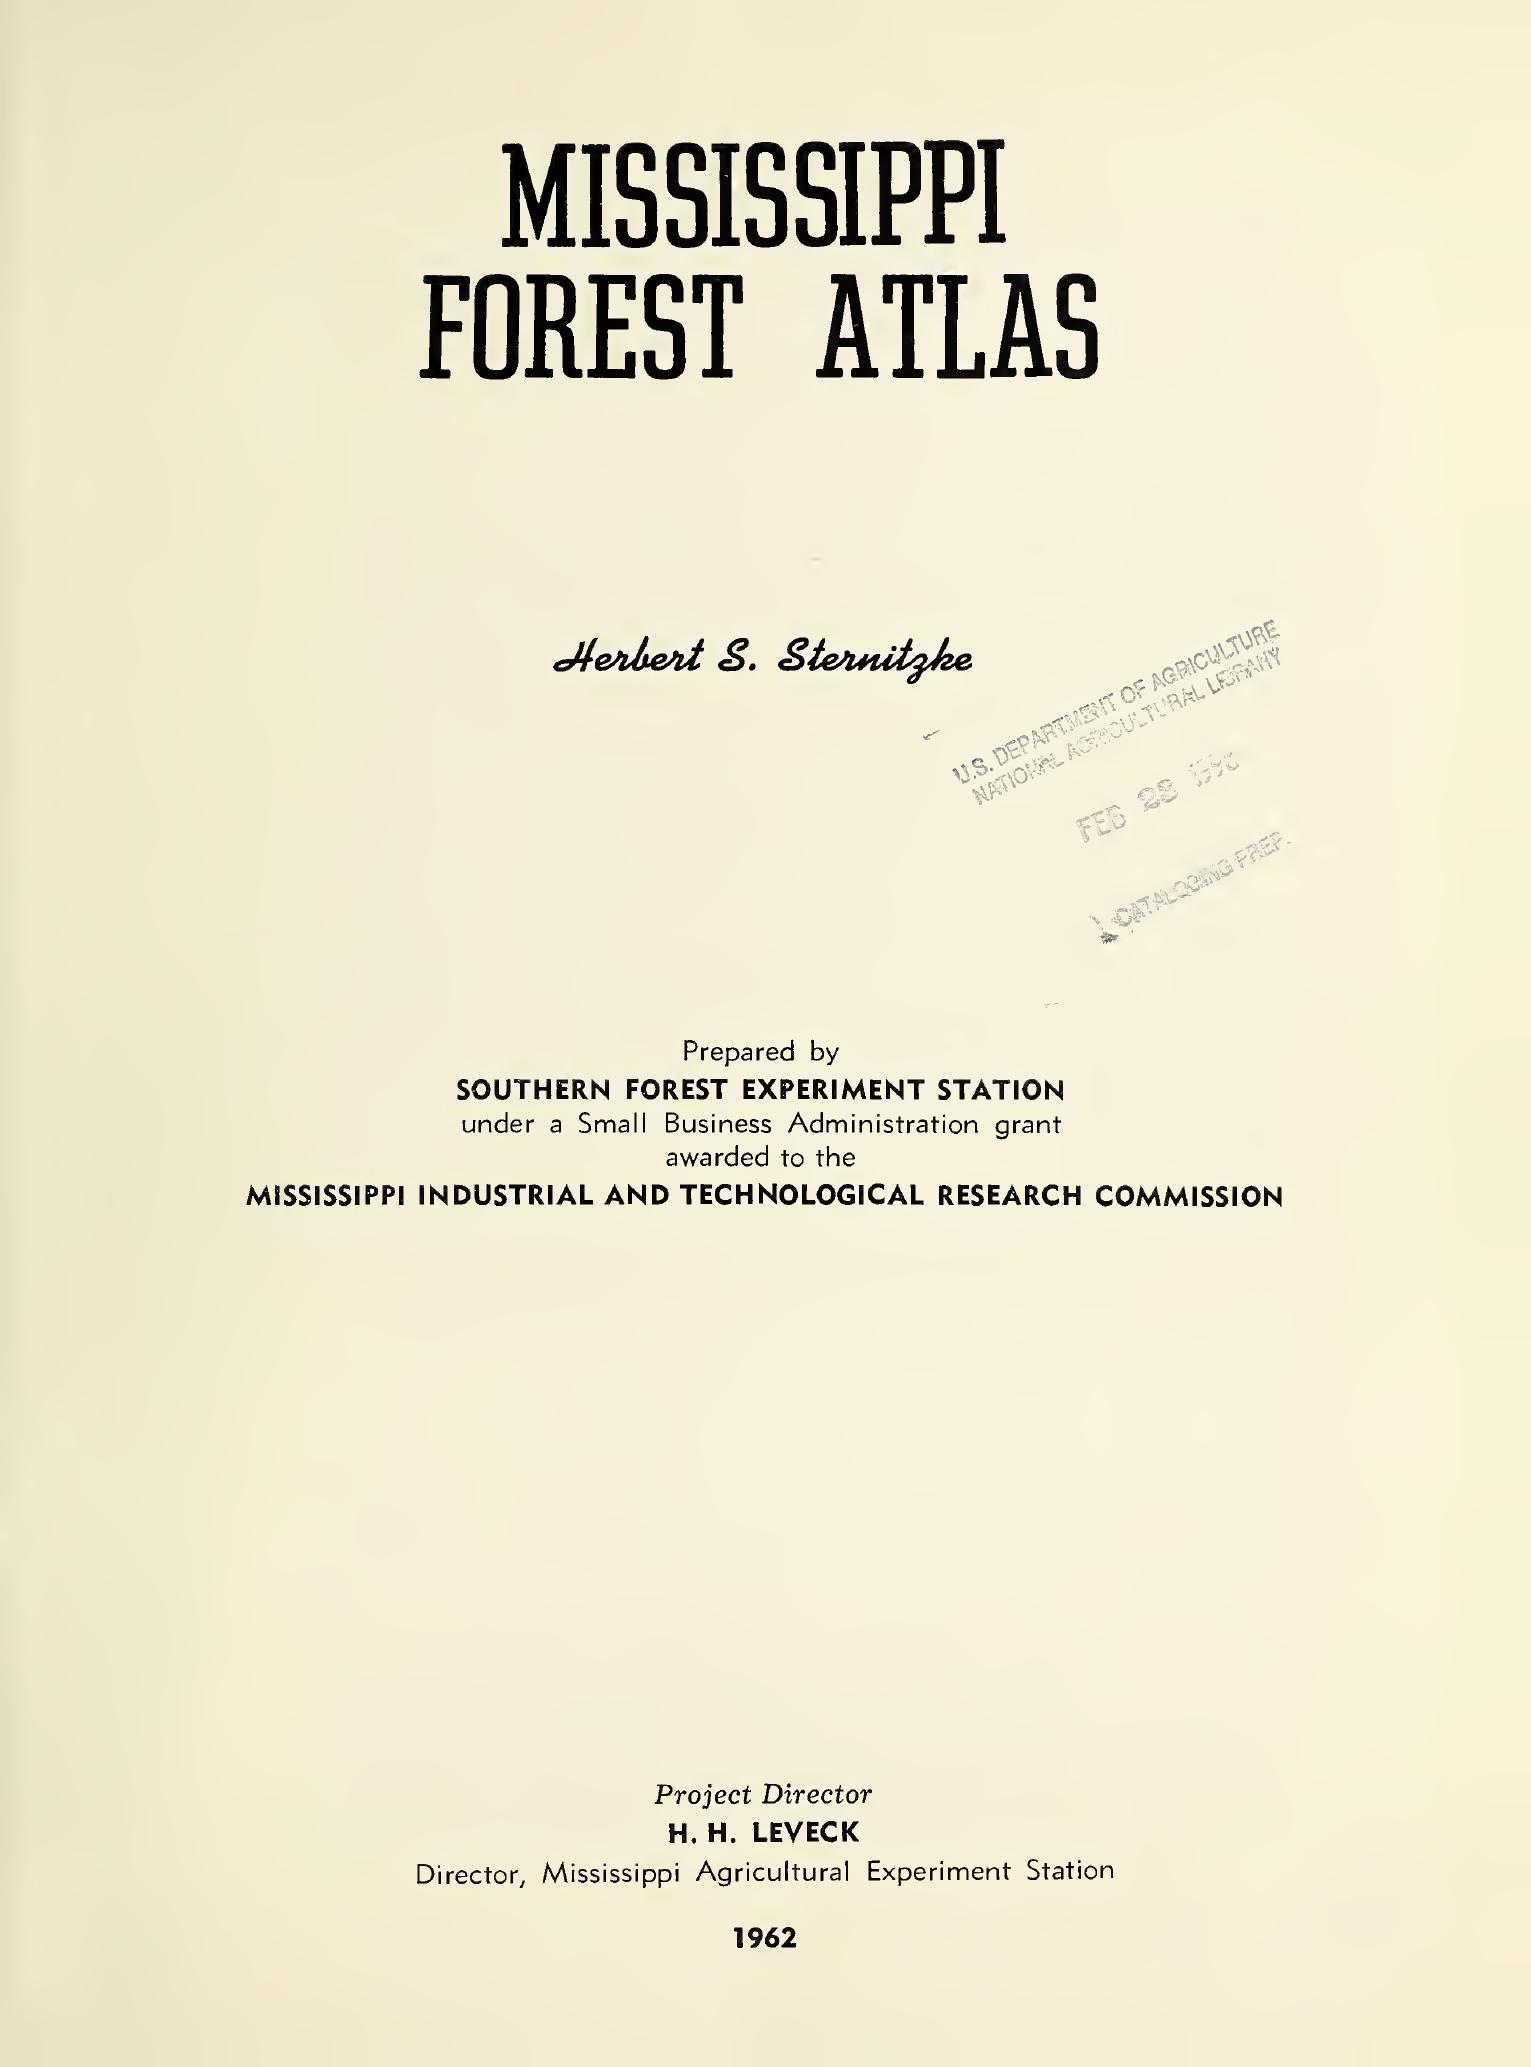 MISSISSIPPI
FOREST ATLAS
Herbert S. Sternitzke
U.S. DEPARTMENT OF AGRICULTURE
NATIONAL AGRICULTURAL LIBRARY
FEB 28
CATALOGING PREP.
Prepared by
SOUTHERN FOREST EXPERIMENT STATION
under a Small Business Administration grant
awarded to the
MISSISSIPPI INDUSTRIAL AND TECHNOLOGICAL RESEARCH COMMISSION
Project Director
H. H. LEVECK
Director, Mississippi Agricultural Experiment Station
1962